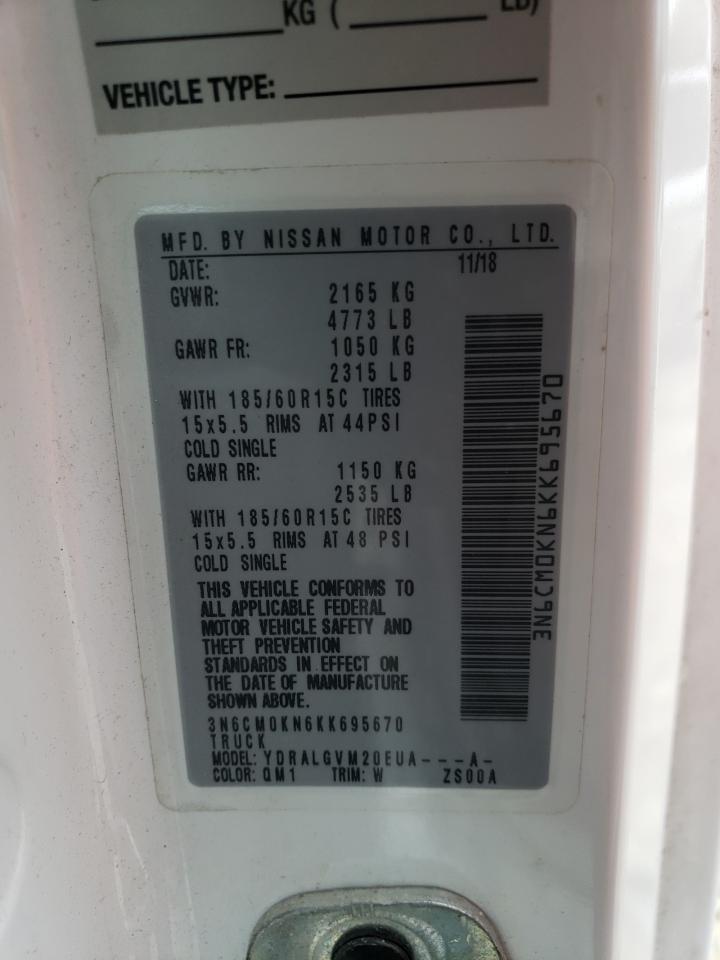 KG ( LB)
VEHICLE TYPE:
MFD. BY NISSAN MOTOR CO., LTD.
DATE: 11/18
GVWR: 2165 KG
4773 LB
GAWR FR: 1050 KG
2315 LB
WITH 185/60R15C TIRES
15x5.5 RIMS AT 44PSI
COLD SINGLE
GAWR RR: 1150 KG
2535 LB
WITH 185/60R15C TIRES
15x5.5 RIMS AT 48 PSI
COLD SINGLE
THIS VEHICLE CONFORMS TO
ALL APPLICABLE FEDERAL
MOTOR VEHICLE SAFETY AND
THEFT PREVENTION
STANDARDS IN EFFECT ON
THE DATE OF MANUFACTURE
SHOWN ABOVE.
3N6CM0KN6KK695670
TRUCK
MODEL: YDRALGVM20EUA---A-
COLOR: QM1 TRIM: W ZS00A
3N6CM0KN6KK695670